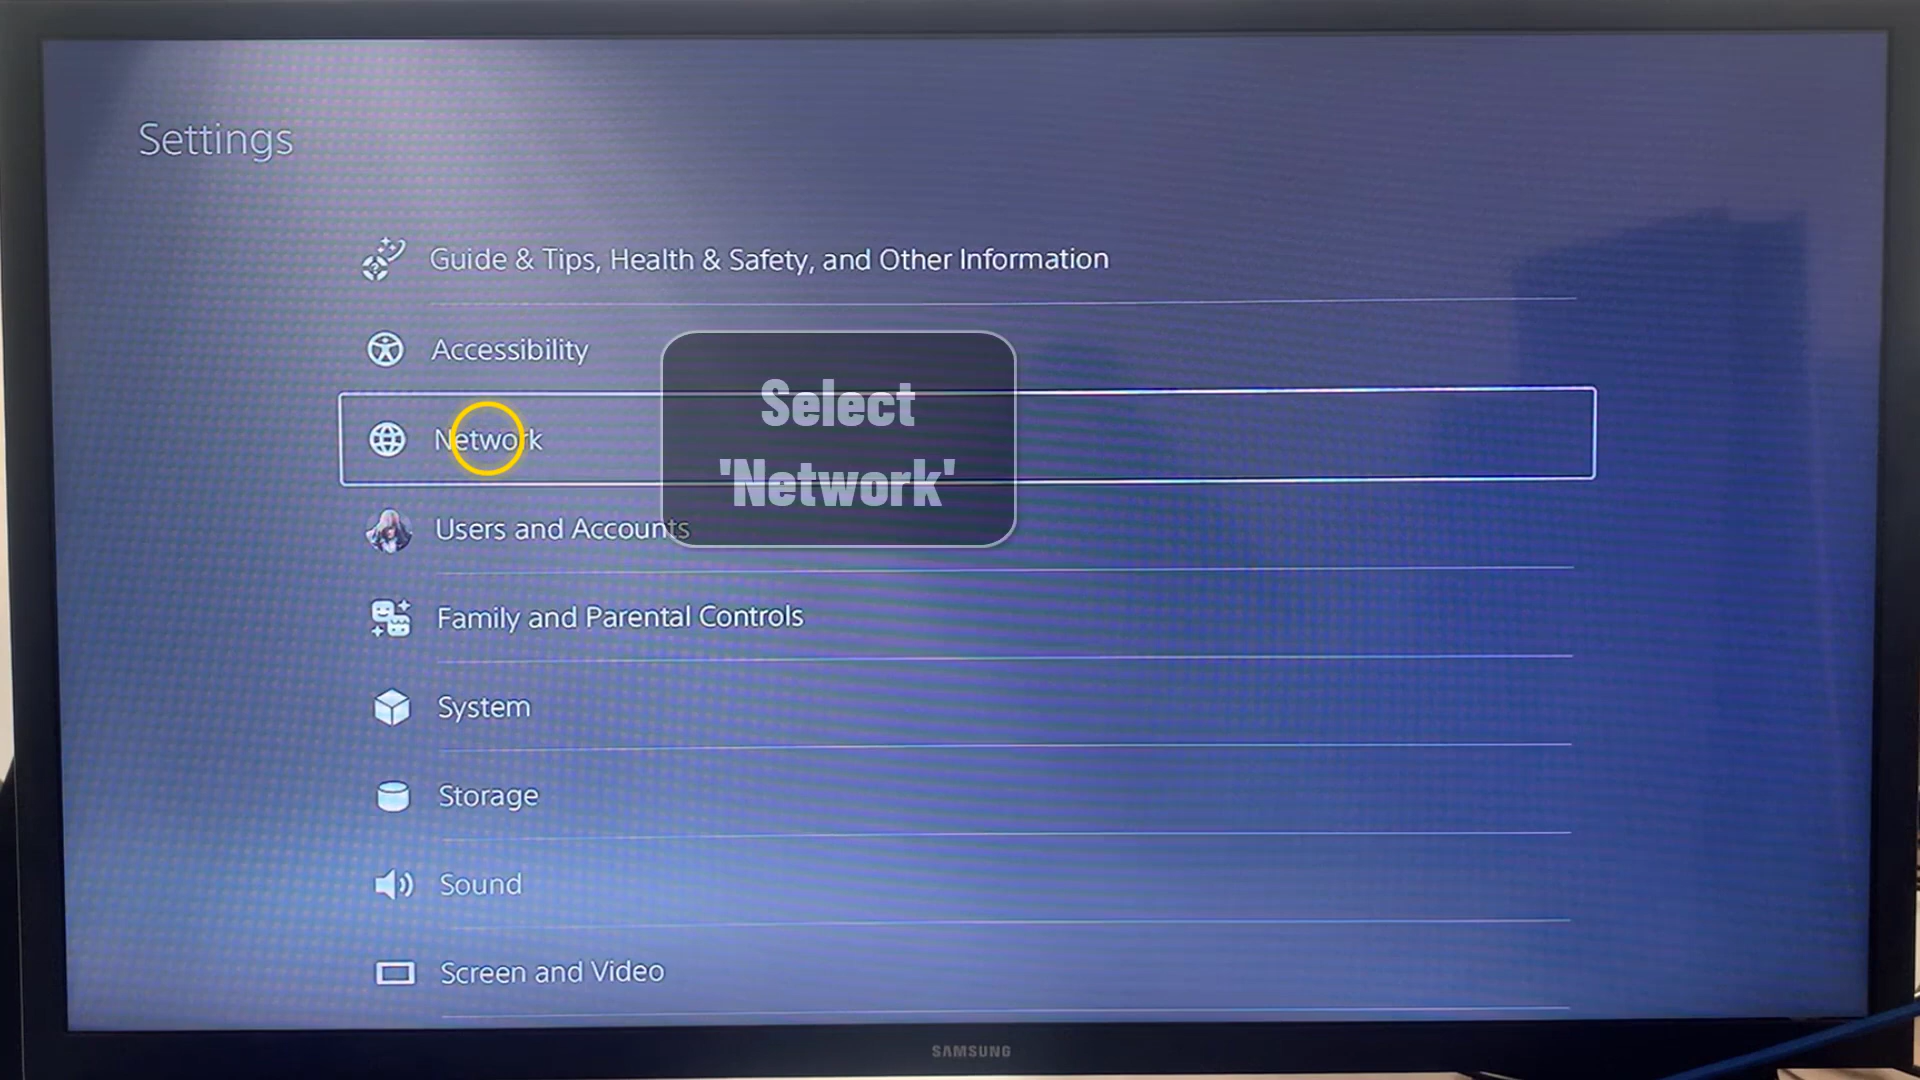 Settings
Guide & Tips, Health & Safety, and Other Information
Accessibility
Select
'Network'
Network
Users and Accounts
Family and Parental Controls
System
Storage
Sound
Screen and Video
SAMSUNG